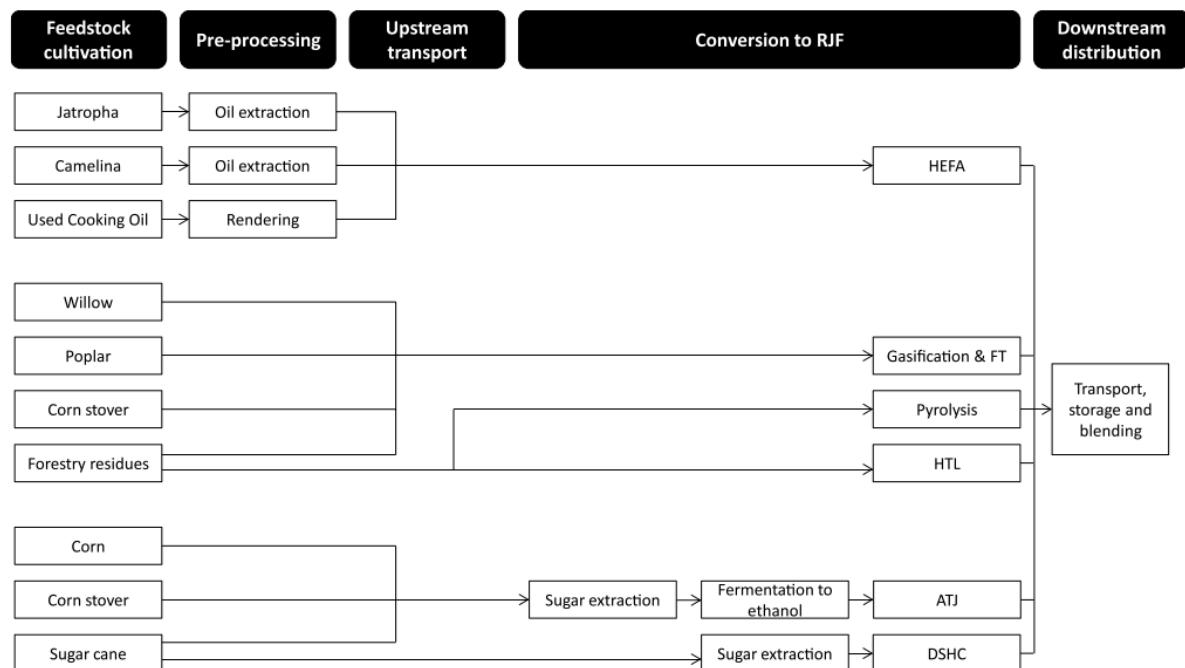 Feedstock
cultivation
Pre-processing
Upstream
transport
Conversion to RJF
Downstream
distribution
Jatropha
Oil extraction
Camelina
Oil extraction
HEFA
Used Cooking Oil
Rendering
Willow
Poplar
Gasification & FT
Corn stover
Pyrolysis
Transport,
storage and
blending
Forestry residues
HTL
Corn
Corn stover
Sugar extraction
Fermentation to
ethanol
ATJ
Sugar cane
Sugar extraction
DSHC